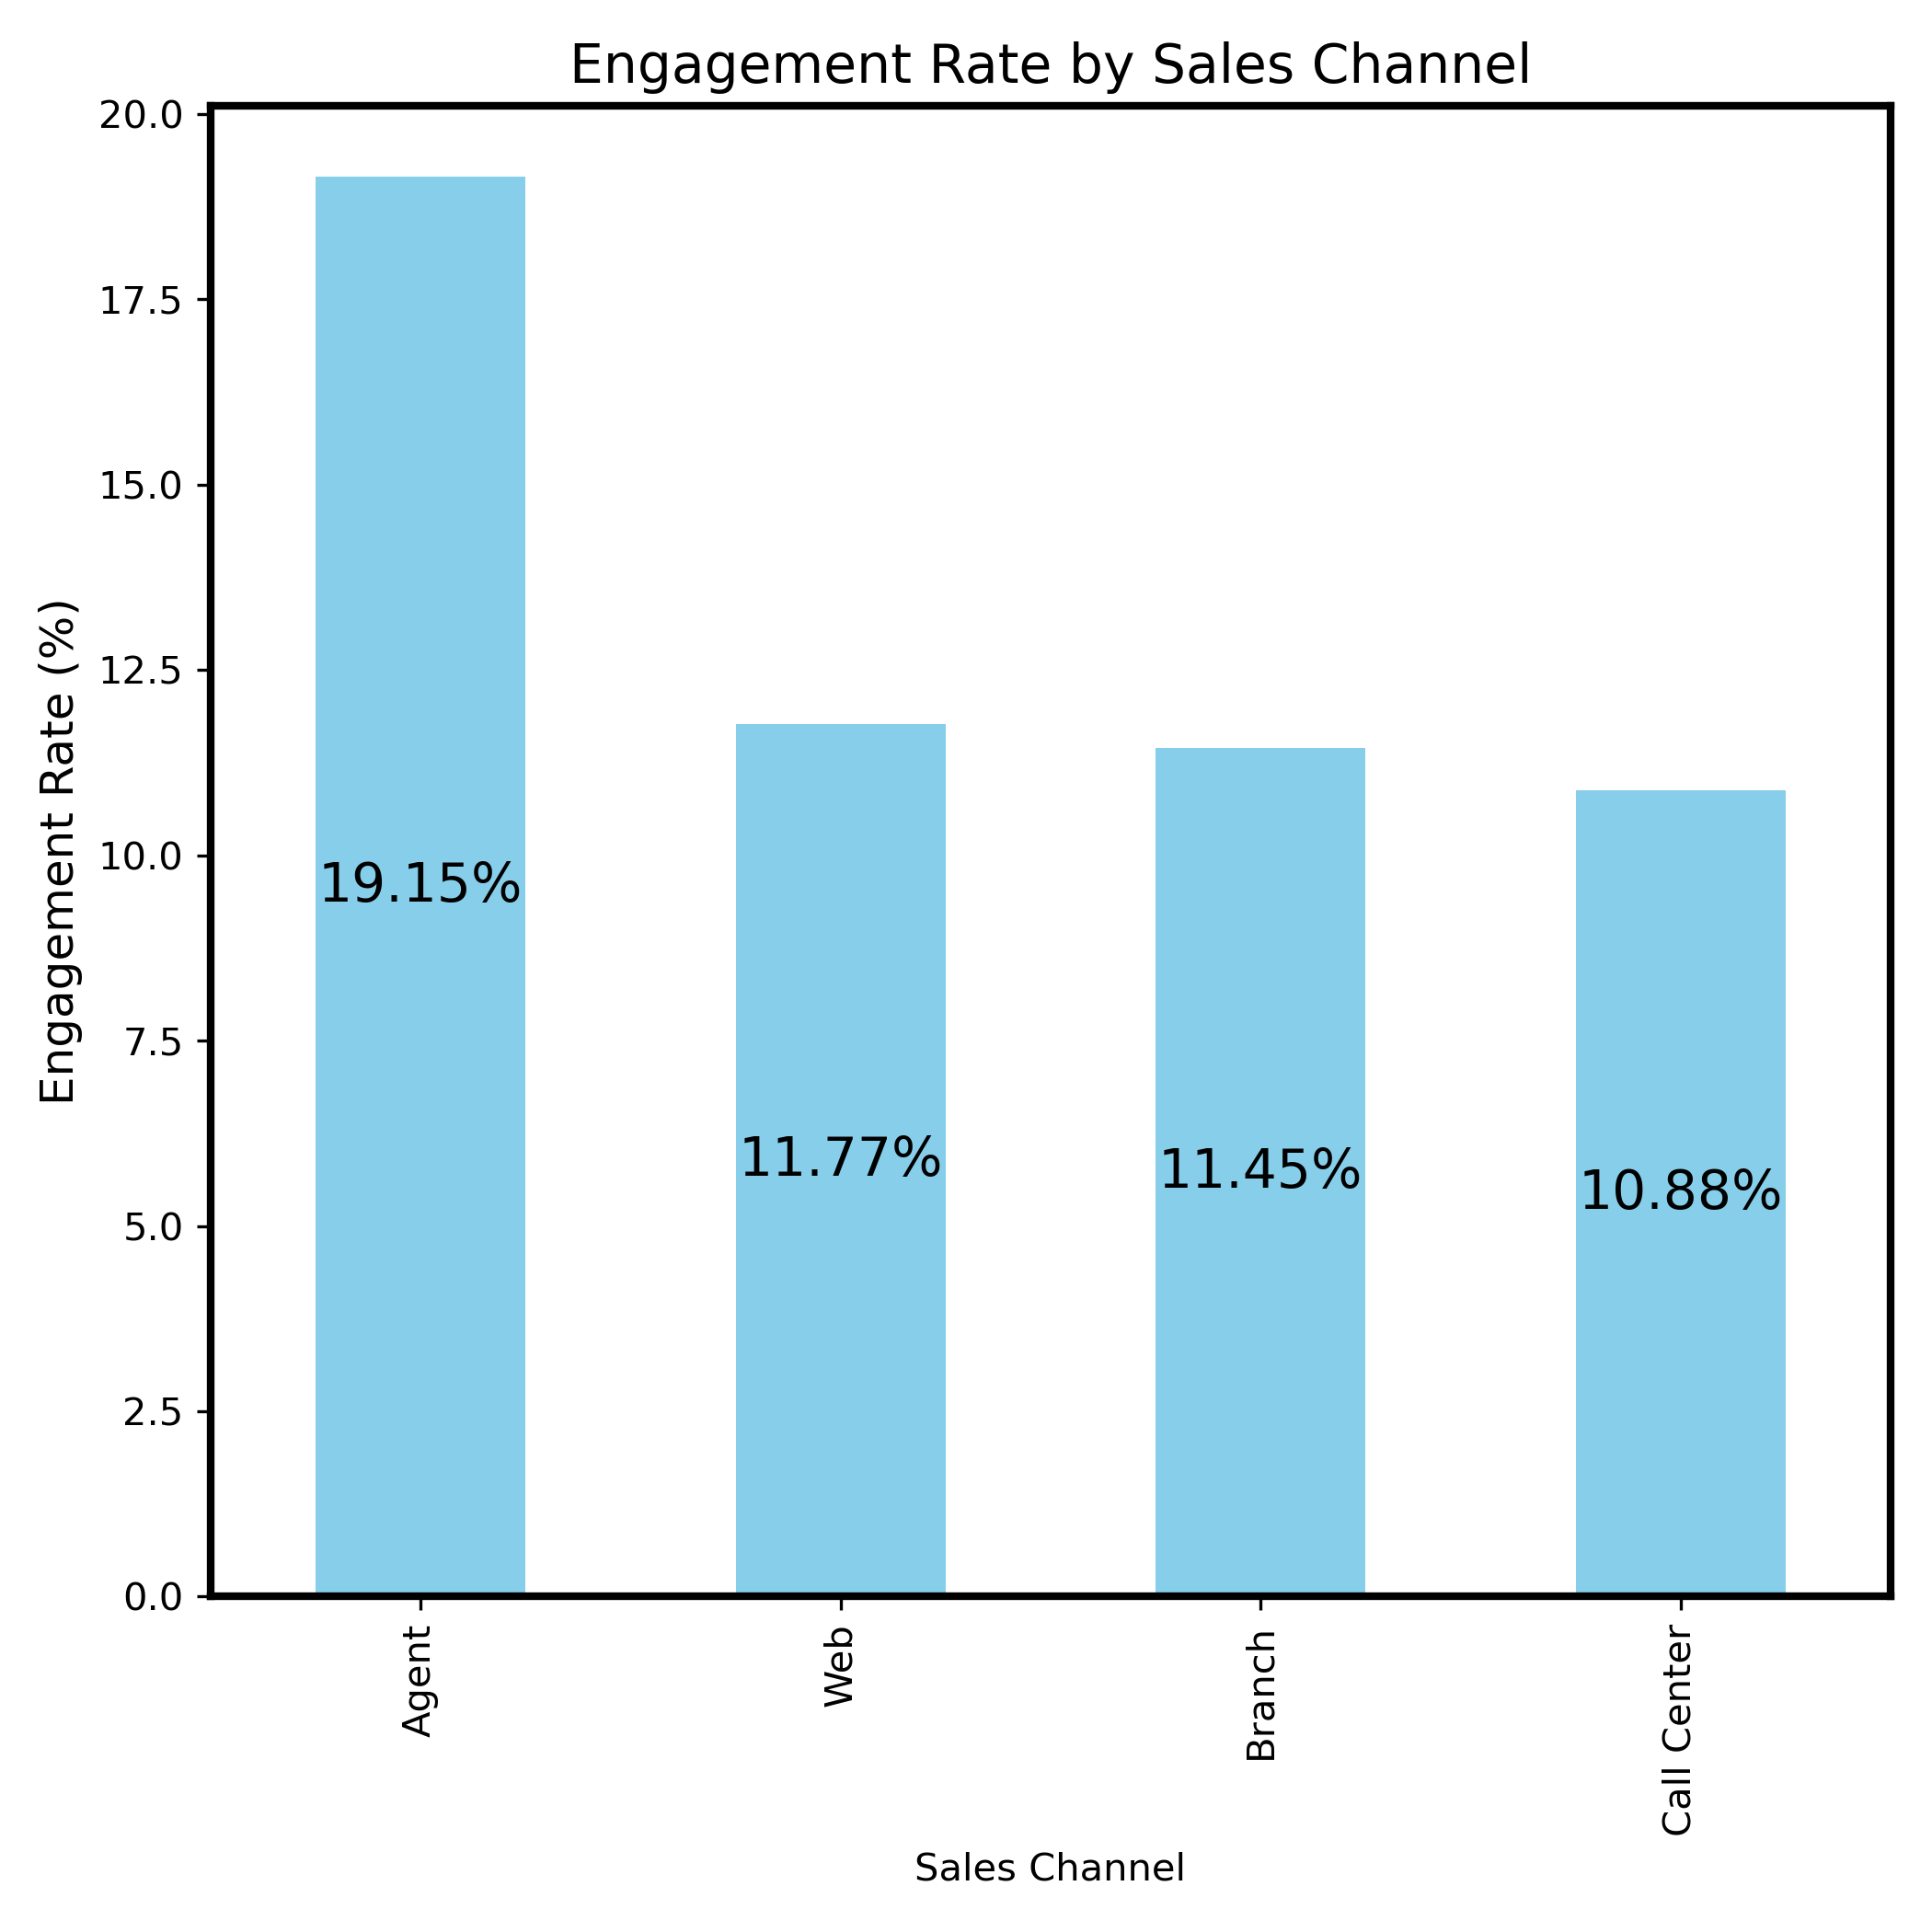 Engagement Rate by Sales Channel
Engagement Rate (%)
20.0
17.5
15.0
12.5
10.0
7.5
5.0
2.5
0.0
19.15%
11.77%
11.45%
10.88%
Agent
Web
Branch
Call Center
Sales Channel